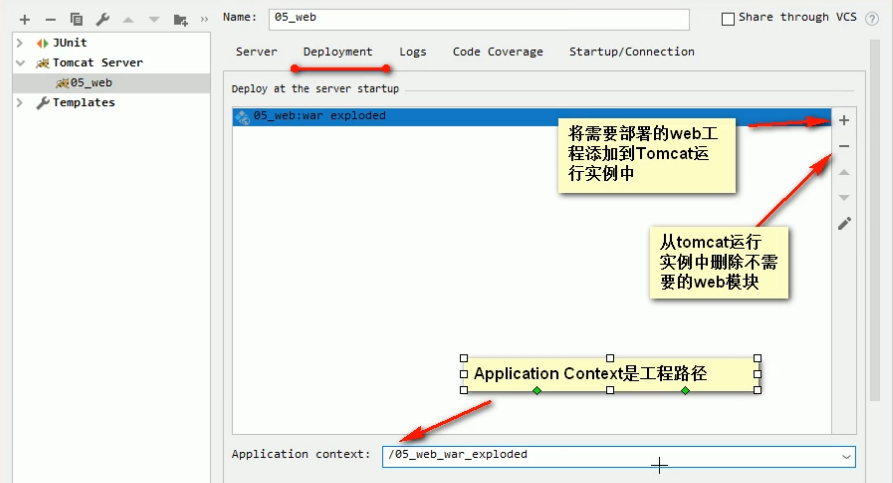 Name: 05_web
Share through VCS
JUnit
Tomcat Server
05_web
Templates
Server Deployment Logs Code Coverage Startup/Connection
Deploy at the server startup
05_web:war exploded
将需要部署的web工
程添加到Tomcat运
行实例中
从tomcat运行
实例中删除不需
要的web模块
Application Context是工程路径
Application context: /05_web_war_exploded